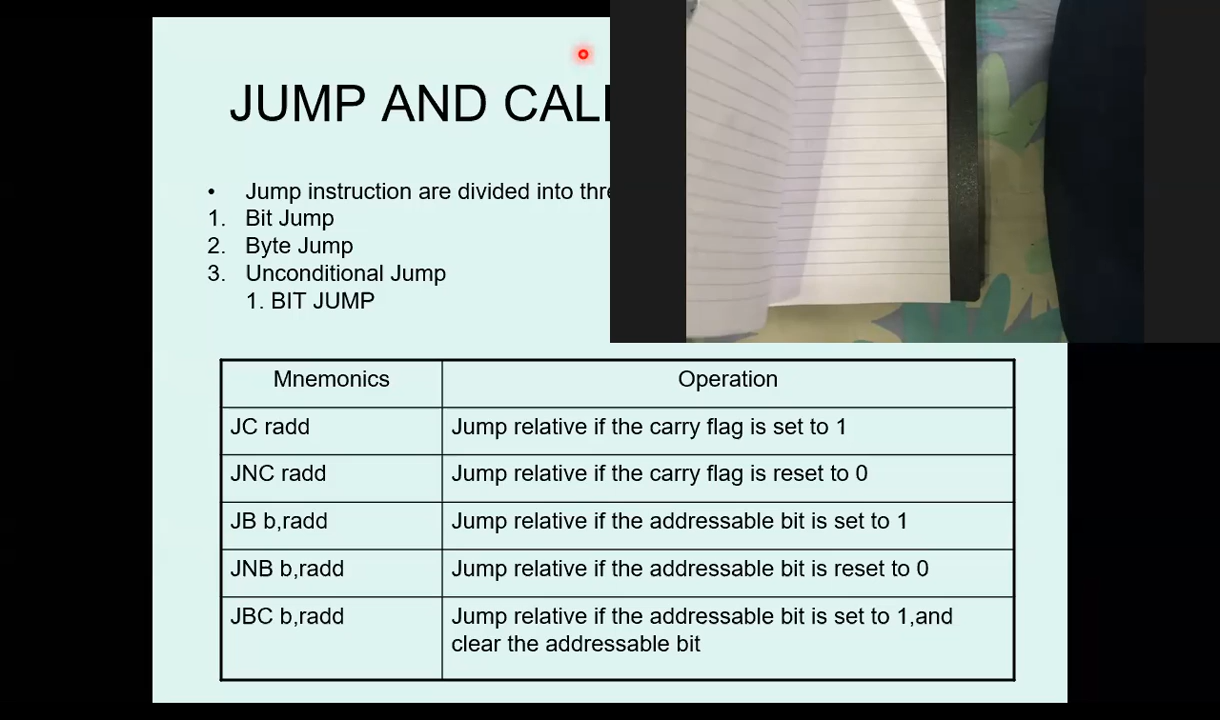 JUMP AND CALL
Jump instruction are divided into
1. Bit Jump
2. Byte Jump
3. Unconditional Jump
1. BIT JUMP
Mnemonics Operation
JC radd Jump relative if the carry flag is set to 1
JNC radd Jump relative if the carry flag is reset to 0
JB b,radd Jump relative if the addressable bit is set to 1
JNB b,radd Jump relative if the addressable bit is reset to 0
JBC b,radd Jump relative if the addressable bit is set to 1,and
clear the addressable bit